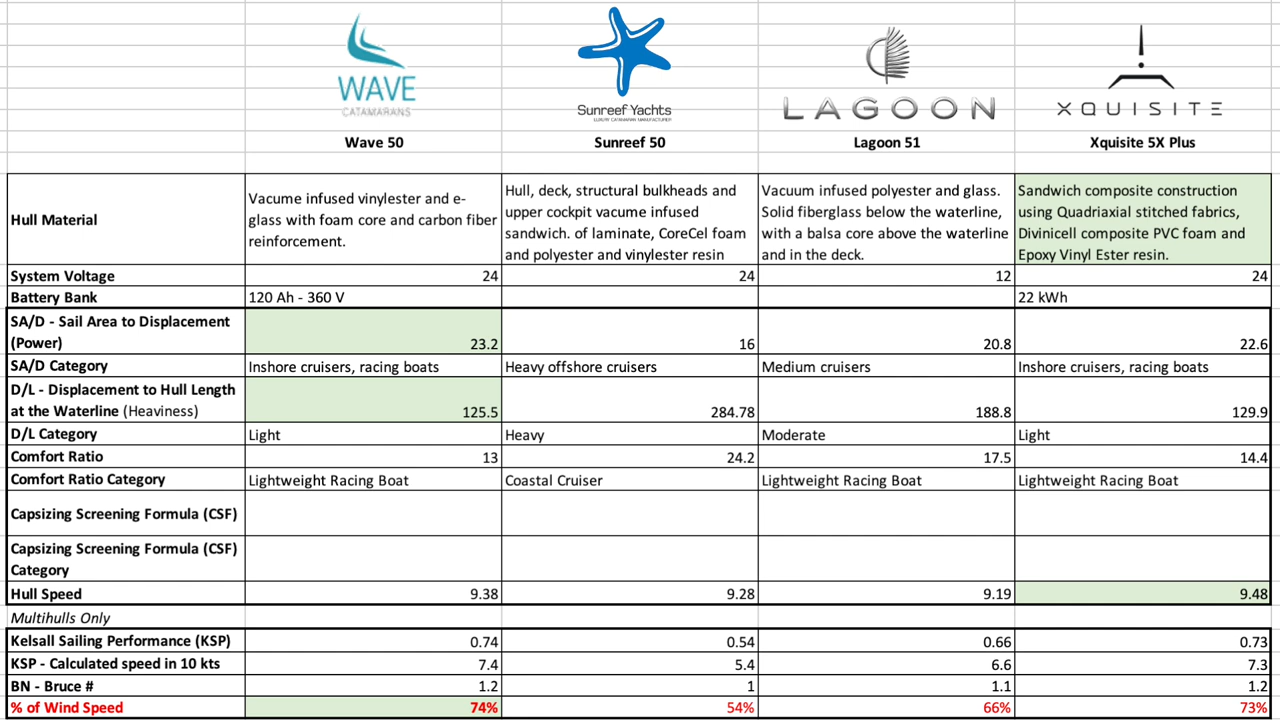 WAVE
CATAMARANS
Sunreef Yachts
LUXURY CATAMARAN MANUFACTURER
LAGOON
XQUISITE
Wave 50 Sunreef 50 Lagoon 51 Xquisite 5X Plus
Hull Material
Vacume infused vinylester and e-
glass with foam core and carbon fiber
reinforcement.
Hull, deck, structural bulkheads and
upper cockpit vacume infused
sandwich. of laminate, CoreCel foam
and polyester and vinylester resin
Vacuum infused polyester and glass.
Solid fiberglass below the waterline,
with a balsa core above the waterline
and in the deck.
Sandwich composite construction
using Quadriaxial stitched fabrics,
Divinicell composite PVC foam and
Epoxy Vinyl Ester resin.
System Voltage 24 24 12 24
Battery Bank 120 Ah - 360 V 22 kWh
SA/D - Sail Area to Displacement
(Power) 23.2 16 20.8 22.6
SA/D Category Inshore cruisers, racing boats Heavy offshore cruisers Medium cruisers Inshore cruisers, racing boats
D/L - Displacement to Hull Length
at the Waterline (Heaviness) 125.5 284.78 188.8 129.9
D/L Category Light Heavy Moderate Light
Comfort Ratio 13 24.2 17.5 14.4
Comfort Ratio Category Lightweight Racing Boat Coastal Cruiser Lightweight Racing Boat Lightweight Racing Boat
Capsizing Screening Formula (CSF)
Capsizing Screening Formula (CSF)
Category
Hull Speed 9.38 9.28 9.19 9.48
Multihulls Only
Kelsall Sailing Performance (KSP) 0.74 0.54 0.66 0.73
KSP - Calculated speed in 10 kts 7.4 5.4 6.6 7.3
BN - Bruce # 1.2 1 1.1 1.2
% of Wind Speed 74% 54% 66% 73%